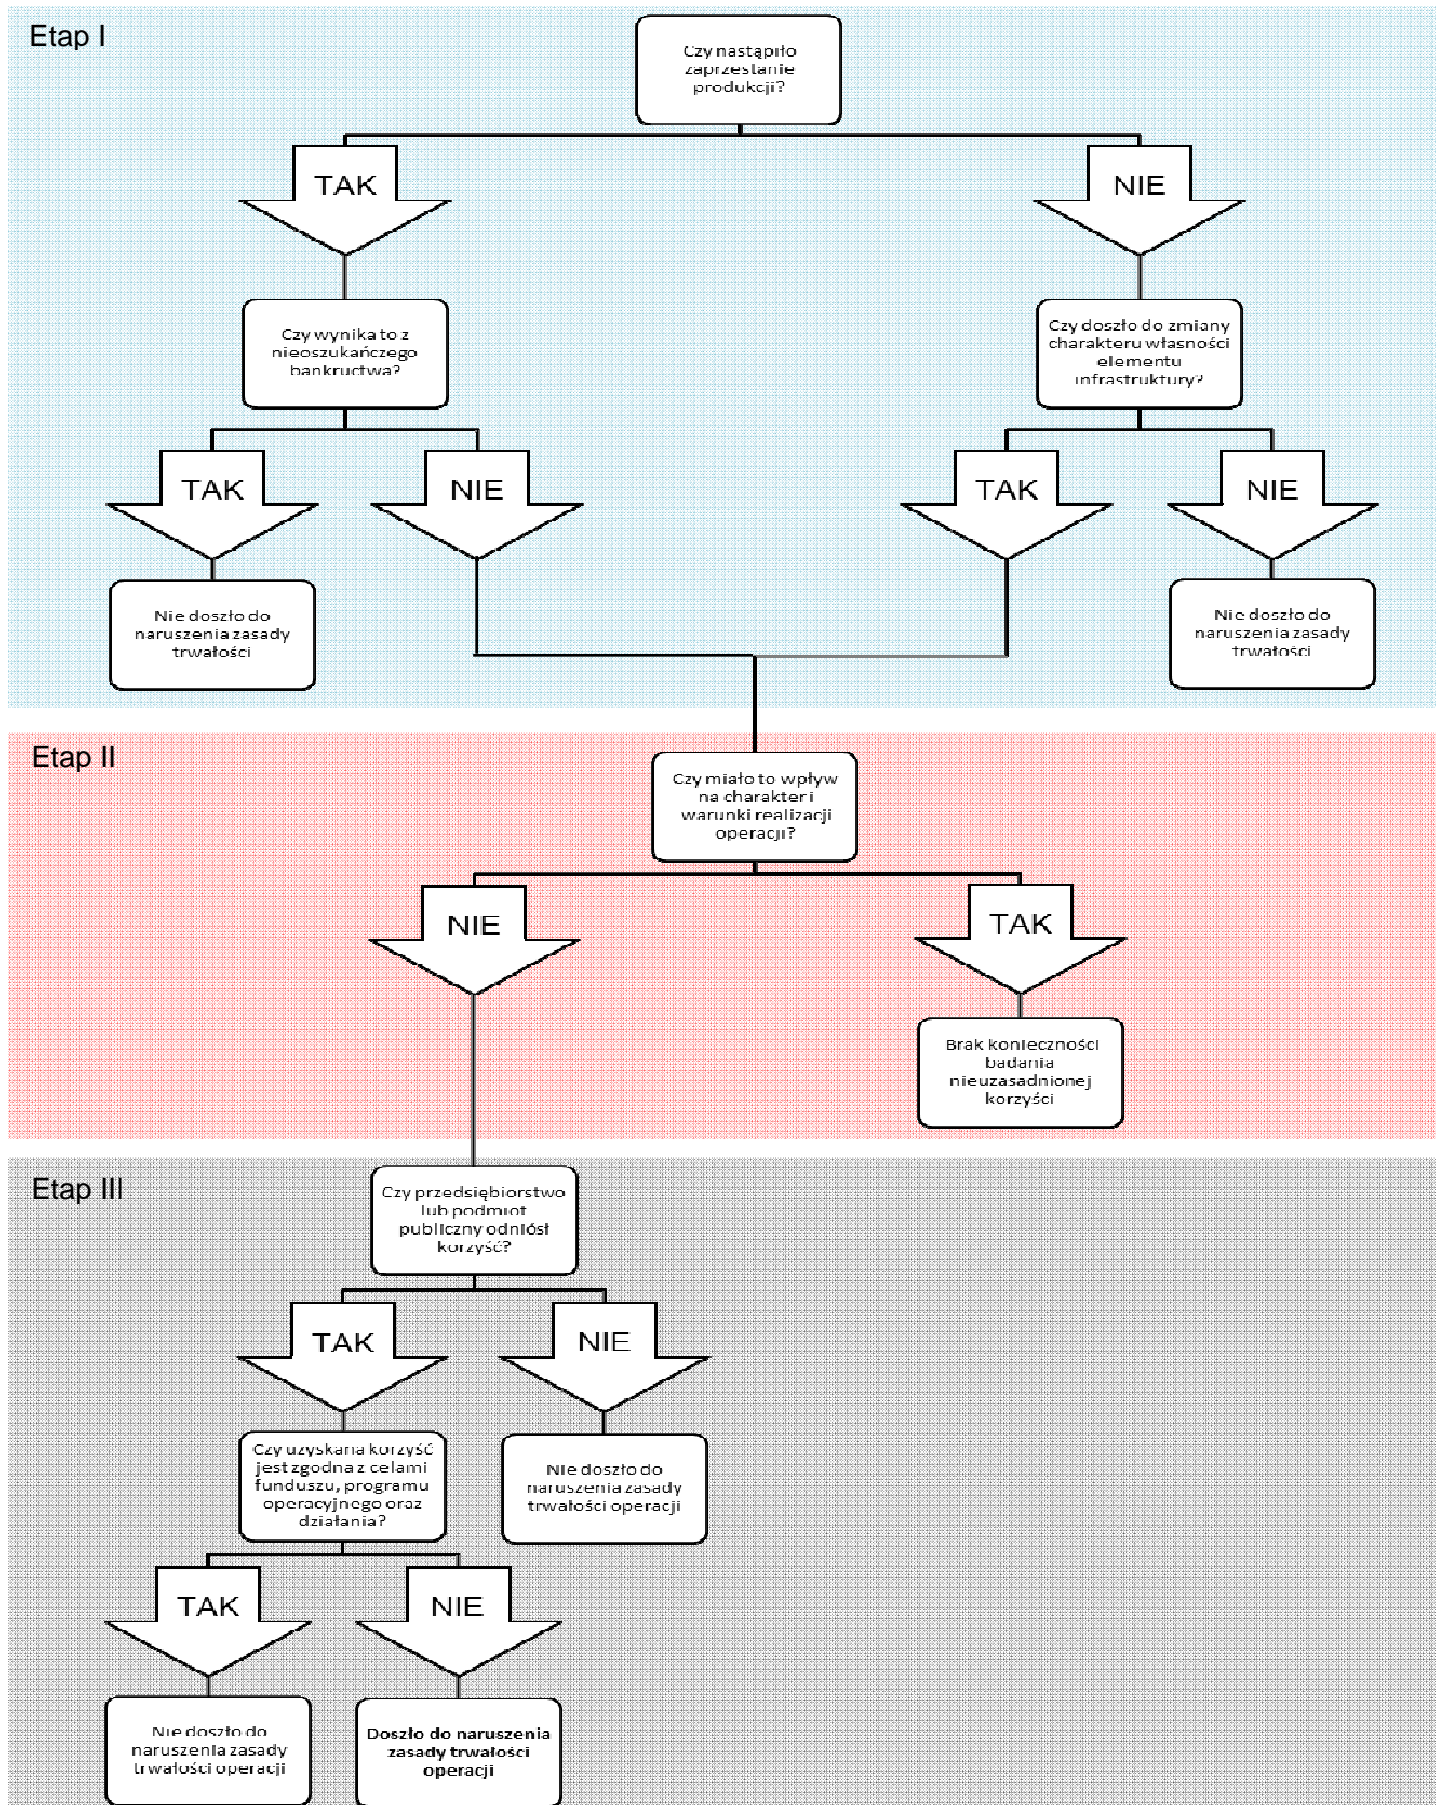 Etap I
Czy nastąpiło
zaprzestanie
produkcji?
TAK
NIE
Czy wynika to z
nieoszukańczego
bankructwa?
Czy doszło do zmiany
charakteru własności
elementu
infrastruktury?
TAK
NIE
TAK
NIE
Nie doszło do
naruszenia zasady
trwałości
Nie doszło do
naruszenia zasady
trwałości
Etap II
Czy miało to wpływ
na charakter i
warunki realizacji
operacji?
NIE
TAK
Brak konieczności
badania
nieuzasadnionej
korzyści
Etap III
Czy przedsiębiorstwo
lub podmiot
publiczny odniósł
korzyść?
TAK
NIE
Czy uzyskana korzyść
jest zgodna z celami
funduszu, programu
operacyjnego oraz
działania?
Nie doszło do
naruszenia zasady
trwałości operacji
TAK
NIE
Nie doszło do
naruszenia zasady
trwałości operacji
Doszło do naruszenia
zasady trwałości
operacji